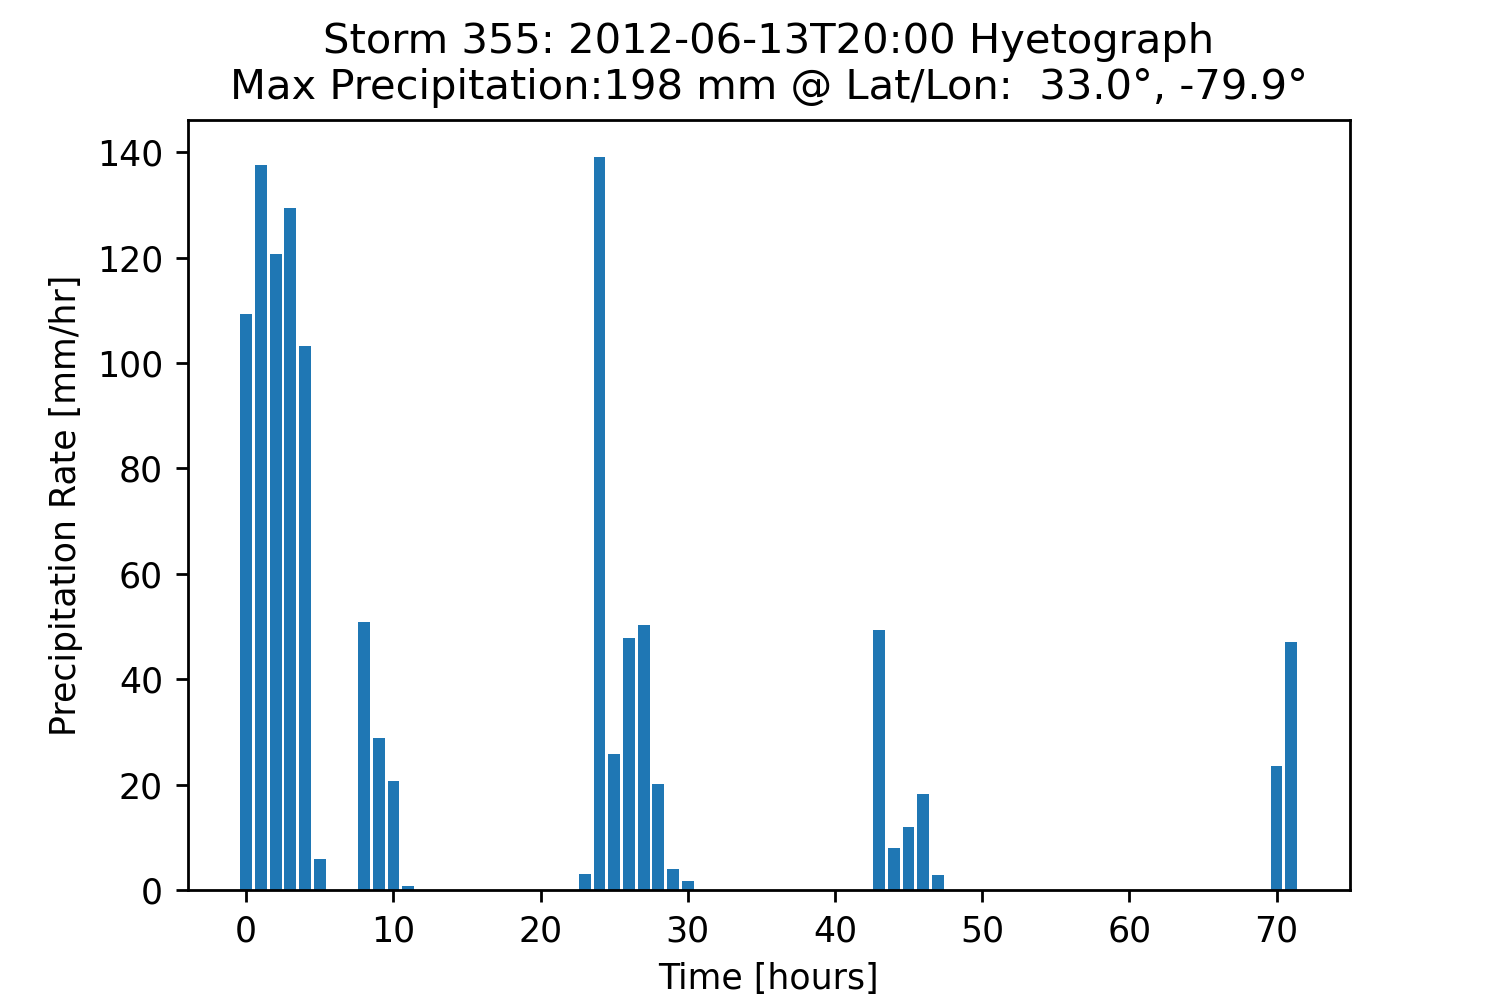 Storm 355: 2012-06-13T20:00 Hyetograph
Max Precipitation:198 mm @ Lat/Lon:  33.0°, -79.9°
140
120
100
80
60
40
20
0
Precipitation Rate [mm/hr]
0 10 20 30 40 50 60 70
Time [hours]